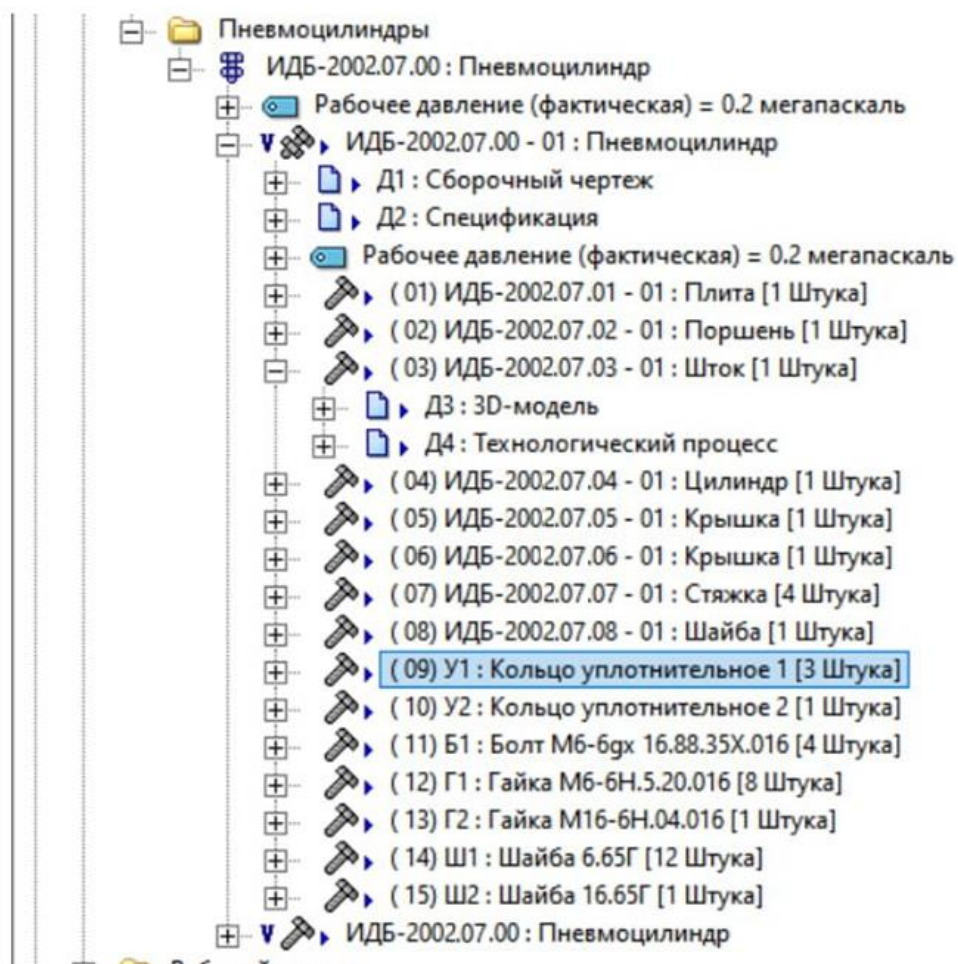 Пневмоцилиндры
ИДБ-2002.07.00 : Пневмоцилиндр
Рабочее давление (фактическая) = 0.2 мегапаскаль
ИДБ-2002.07.00 - 01 : Пневмоцилиндр
Д1 : Сборочный чертеж
Д2 : Спецификация
Рабочее давление (фактическая) = 0.2 мегапаскаль
( 01) ИДБ-2002.07.01 - 01 : Плита [1 Штука]
( 02) ИДБ-2002.07.02 - 01 : Поршень [1 Штука]
( 03) ИДБ-2002.07.03 - 01 : Шток [1 Штука]
Д3 : 3D-модель
Д4 : Технологический процесс
( 04) ИДБ-2002.07.04 - 01 : Цилиндр [1 Штука]
( 05) ИДБ-2002.07.05 - 01 : Крышка [1 Штука]
( 06) ИДБ-2002.07.06 - 01 : Крышка [1 Штука]
( 07) ИДБ-2002.07.07 - 01 : Стяжка [4 Штука]
( 08) ИДБ-2002.07.08 - 01 : Шайба [1 Штука]
( 09) У1 : Кольцо уплотнительное 1 [3 Штука]
( 10) У2 : Кольцо уплотнительное 2 [1 Штука]
( 11) Б1 : Болт М6-6gx 16.88.35Х.016 [4 Штука]
( 12) Г1 : Гайка М6-6Н.5.20.016 [8 Штука]
( 13) Г2 : Гайка М16-6Н.04.016 [1 Штука]
( 14) Ш1 : Шайба 6.65Г [12 Штука]
( 15) Ш2 : Шайба 16.65Г [1 Штука]
ИДБ-2002.07.00 : Пневмоцилиндр